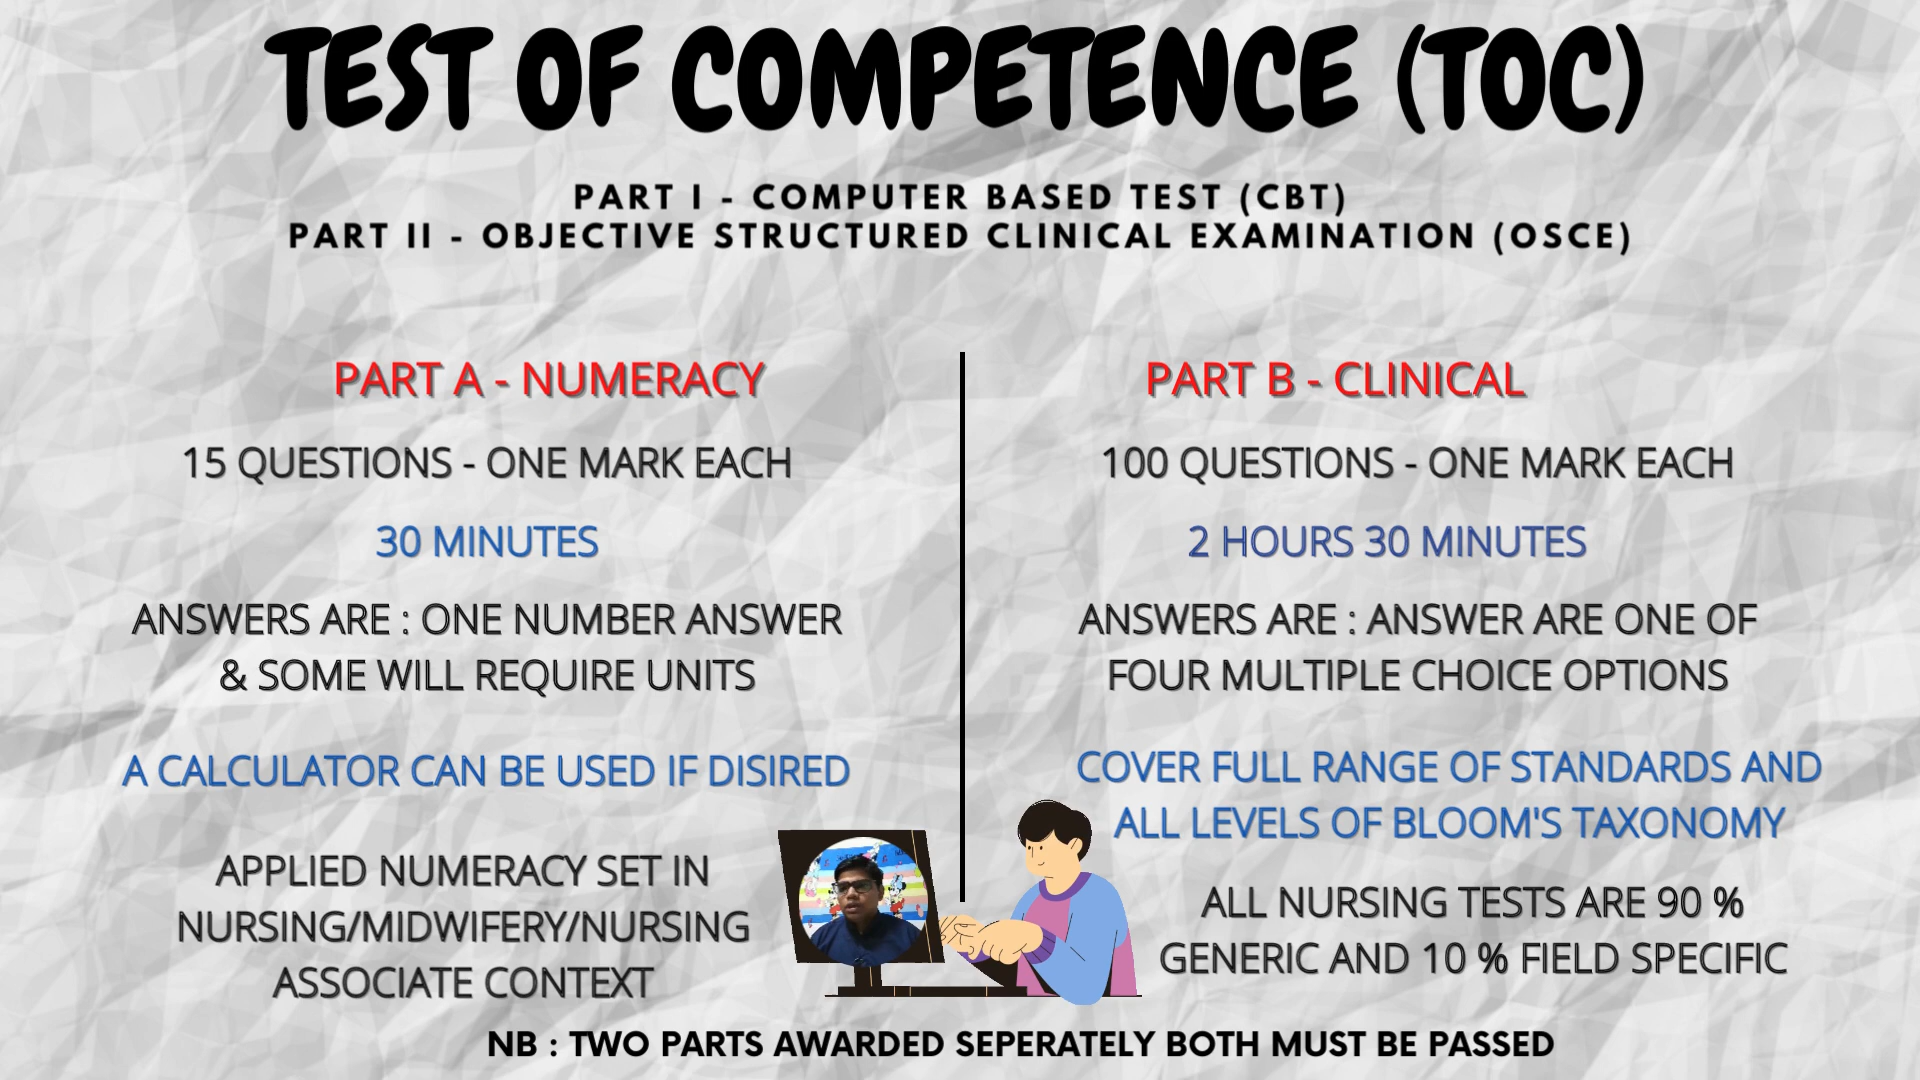 TEST OF COMPETENCE (TOC)
PART I - COMPUTER BASED TEST (CBT)
PART II - OBJECTIVE STRUCTURED CLINICAL EXAMINATION (OSCE)
PART A - NUMERACY
15 QUESTIONS - ONE MARK EACH
30 MINUTES
ANSWERS ARE : ONE NUMBER ANSWER
& SOME WILL REQUIRE UNITS
A CALCULATOR CAN BE USED IF DISIRED
APPLIED NUMERACY SET IN
NURSING/MIDWIFERY/NURSING
ASSOCIATE CONTEXT
PART B - CLINICAL
100 QUESTIONS - ONE MARK EACH
2 HOURS 30 MINUTES
ANSWERS ARE : ANSWER ARE ONE OF
FOUR MULTIPLE CHOICE OPTIONS
COVER FULL RANGE OF STANDARDS AND
ALL LEVELS OF BLOOM'S TAXONOMY
ALL NURSING TESTS ARE 90 %
GENERIC AND 10 % FIELD SPECIFIC
NB : TWO PARTS AWARDED SEPERATELY BOTH MUST BE PASSED